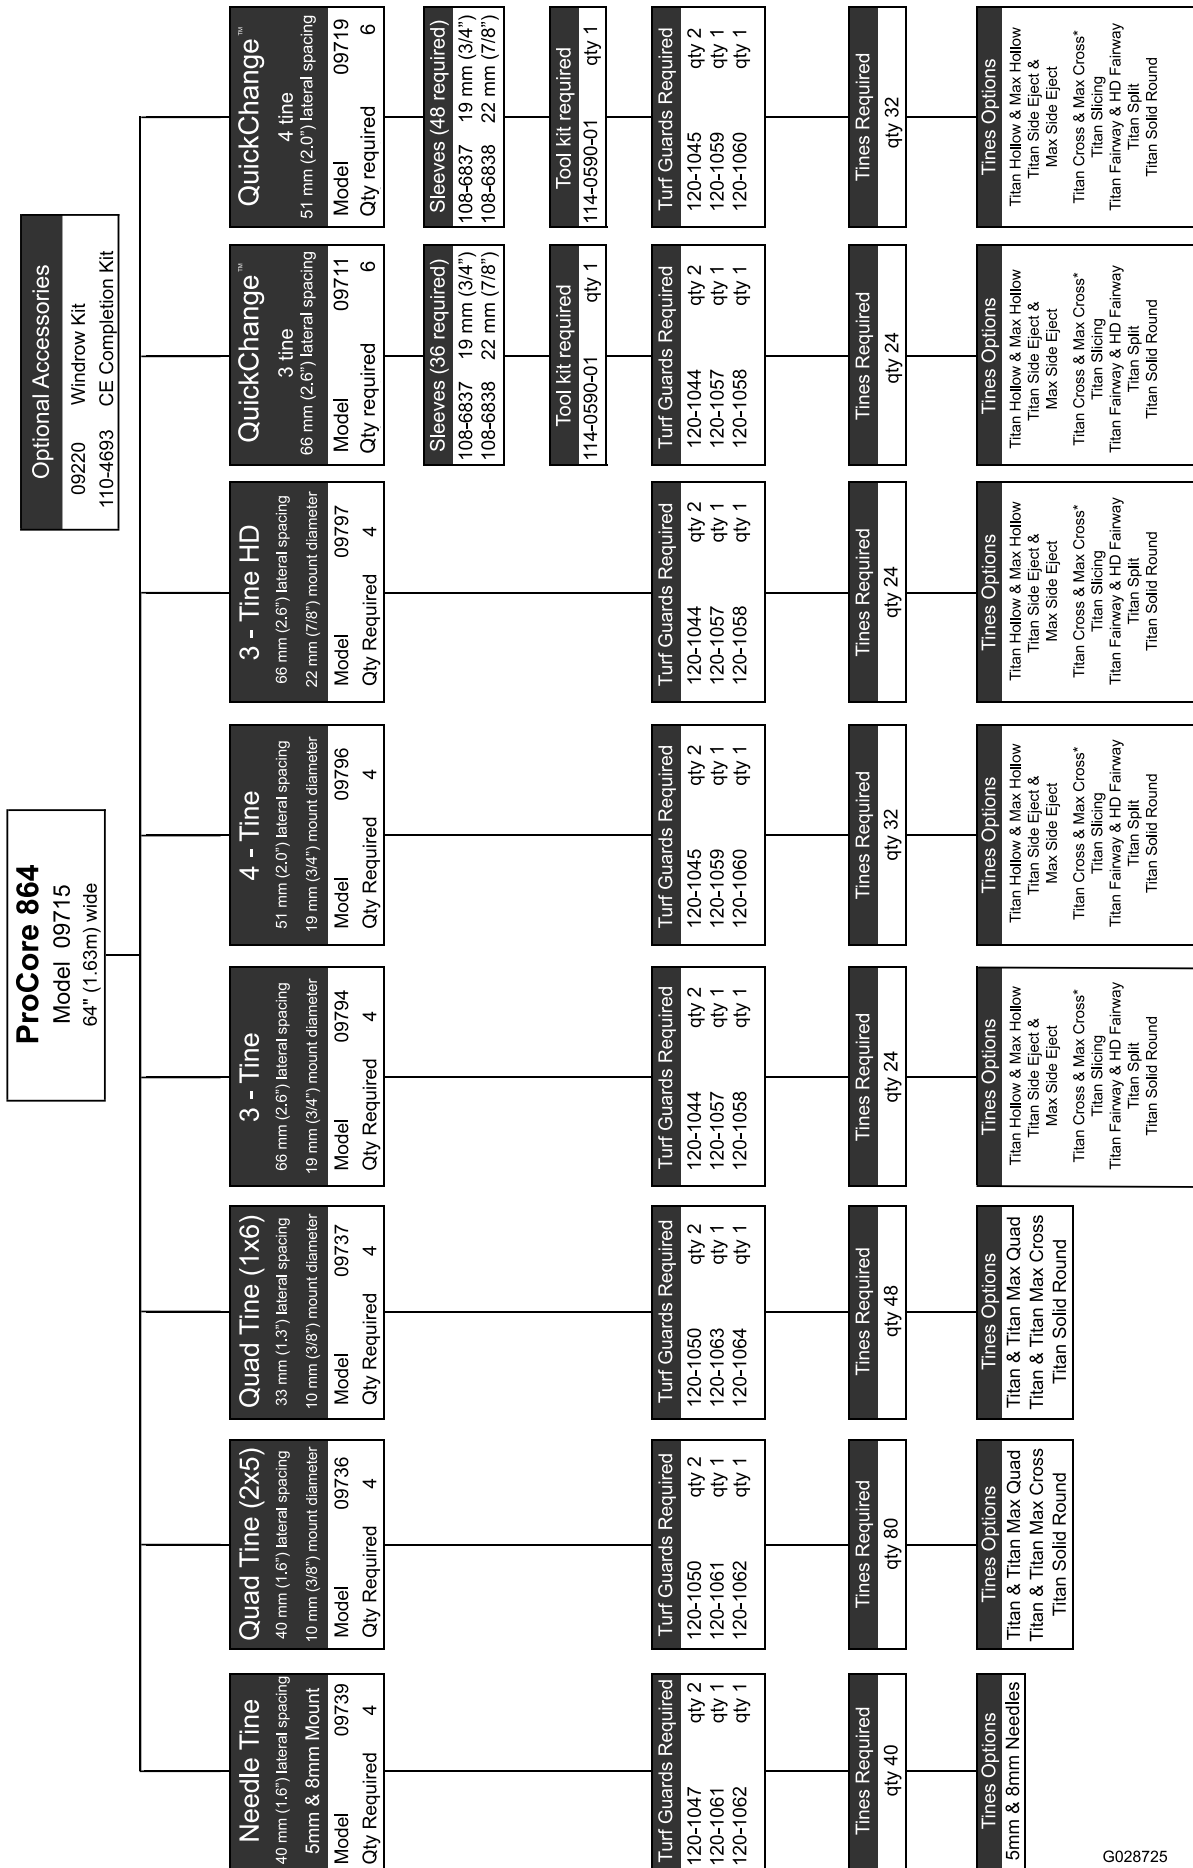 ProCore 864
Model 09715
64" (1.63m) wide
Optional Accessories
09220 Windrow Kit
110-4693 CE Completion Kit
Needle Tine
40 mm (1.6") lateral spacing
5mm & 8mm Mount
Model 09739
Qty Required 4
Turf Guards Required
120-1047 qty 2
120-1061 qty 1
120-1062 qty 1
Tines Required
qty 40
Tines Options
5mm & 8mm Needles
Quad Tine (2x5)
40 mm (1.6") lateral spacing
10 mm (3/8") mount diameter
Model 09736
Qty Required 4
Turf Guards Required
120-1050 qty 2
120-1061 qty 1
120-1062 qty 1
Tines Required
qty 80
Tines Options
Titan & Titan Max Quad
Titan & Titan Max Cross
Titan Solid Round
Quad Tine (1x6)
33 mm (1.3") lateral spacing
10 mm (3/8") mount diameter
Model 09737
Qty Required 4
Turf Guards Required
120-1050 qty 2
120-1063 qty 1
120-1064 qty 1
Tines Required
qty 48
Tines Options
Titan & Titan Max Quad
Titan & Titan Max Cross
Titan Solid Round
3 - Tine
66 mm (2.6") lateral spacing
19 mm (3/4") mount diameter
Model 09794
Qty Required 4
Turf Guards Required
120-1044 qty 2
120-1057 qty 1
120-1058 qty 1
Tines Required
qty 24
Tines Options
Titan Hollow & Max Hollow
Titan Side Eject &
Max Side Eject
Titan Cross & Max Cross*
Titan Slicing
Titan Fairway & HD Fairway
Titan Split
Titan Solid Round
4 - Tine
51 mm (2.0") lateral spacing
19 mm (3/4") mount diameter
Model 09796
Qty Required 4
Turf Guards Required
120-1045 qty 2
120-1059 qty 1
120-1060 qty 1
Tines Required
qty 32
Tines Options
Titan Hollow & Max Hollow
Titan Side Eject &
Max Side Eject
Titan Cross & Max Cross*
Titan Slicing
Titan Fairway & HD Fairway
Titan Split
Titan Solid Round
3 - Tine HD
66 mm (2.6") lateral spacing
22 mm (7/8") mount diameter
Model 09797
Qty Required 4
Turf Guards Required
120-1044 qty 2
120-1057 qty 1
120-1058 qty 1
Tines Required
qty 24
Tines Options
Titan Hollow & Max Hollow
Titan Side Eject &
Max Side Eject
Titan Cross & Max Cross*
Titan Slicing
Titan Fairway & HD Fairway
Titan Split
Titan Solid Round
QuickChange™
3 tine
66 mm (2.6") lateral spacing
Model 09711
Qty required 6
Sleeves (36 required)
108-6837 19 mm (3/4")
108-6838 22 mm (7/8")
Tool kit required
114-0590-01 qty 1
Turf Guards Required
120-1044 qty 2
120-1057 qty 1
120-1058 qty 1
Tines Required
qty 24
Tines Options
Titan Hollow & Max Hollow
Titan Side Eject &
Max Side Eject
Titan Cross & Max Cross*
Titan Slicing
Titan Fairway & HD Fairway
Titan Split
Titan Solid Round
QuickChange™
4 tine
51 mm (2.0") lateral spacing
Model 09719
Qty required 6
Sleeves (48 required)
108-6837 19 mm (3/4")
108-6838 22 mm (7/8")
Tool kit required
114-0590-01 qty 1
Turf Guards Required
120-1045 qty 2
120-1059 qty 1
120-1060 qty 1
Tines Required
qty 32
Tines Options
Titan Hollow & Max Hollow
Titan Side Eject &
Max Side Eject
Titan Cross & Max Cross*
Titan Slicing
Titan Fairway & HD Fairway
Titan Split
Titan Solid Round
G028725